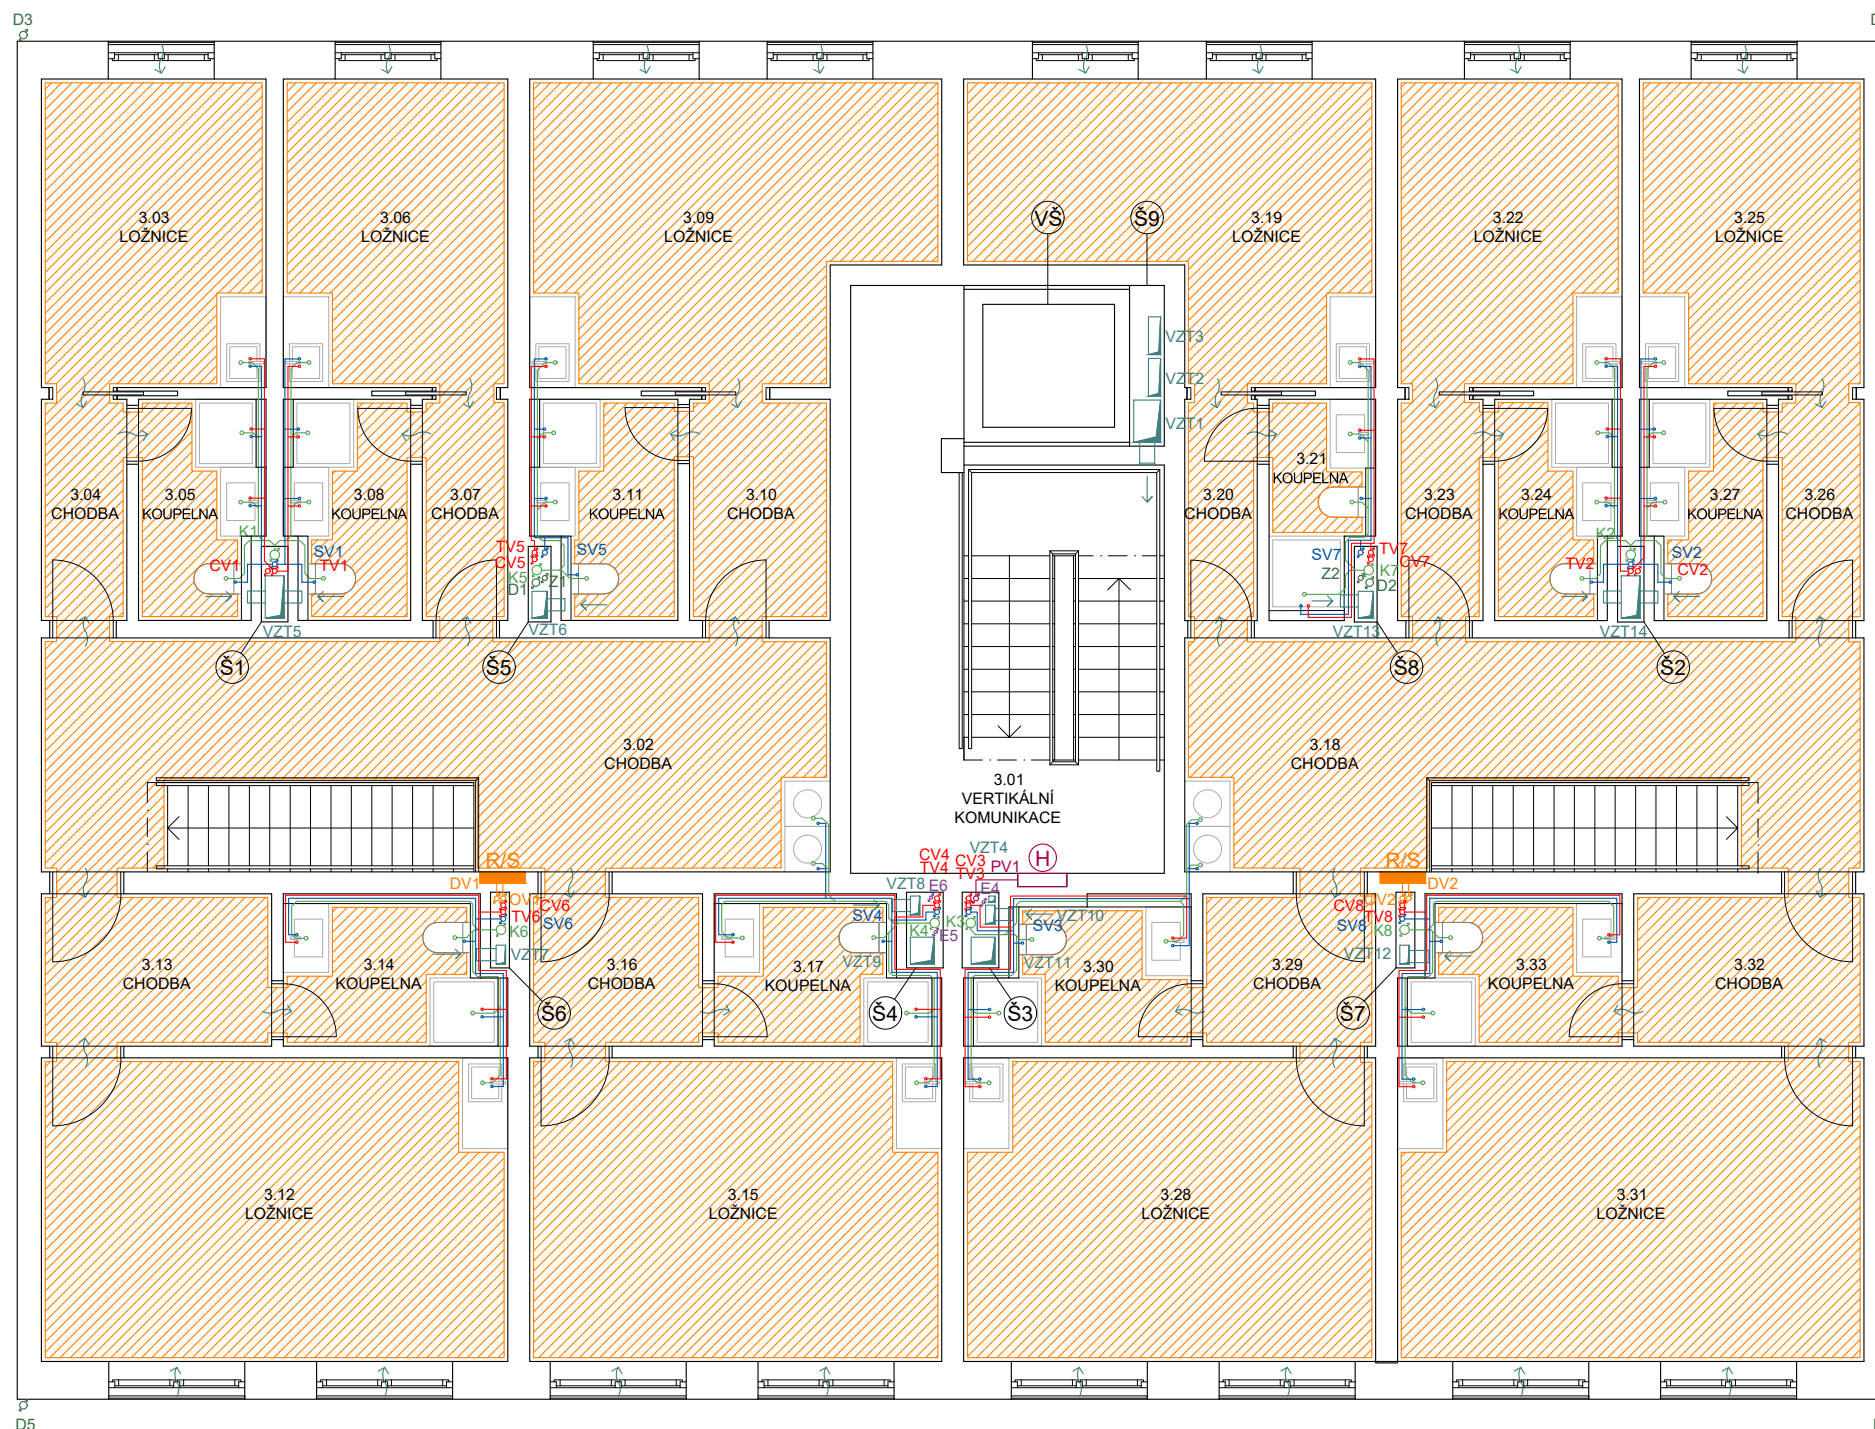 D3
D
3.03
LOŽNICE
3.06
LOŽNICE
3.09
LOŽNICE
VŠ
Š9
3.19
LOŽNICE
3.22
LOŽNICE
3.25
LOŽNICE
VZT3
VZT2
VZT1
3.04
CHODBA
3.05
KOUPELNA
3.08
KOUPELNA
3.07
CHODBA
3.11
KOUPELNA
3.10
CHODBA
3.20
CHODBA
3.21
KOUPELNA
3.23
CHODBA
3.24
KOUPELNA
3.27
KOUPELNA
3.26
CHODBA
K1
SV1
CV1
TV1
VZT5
TV5
CV5
SV5
K5
D1
Z1
VZT6
SV7
TV7
CV7
Z2
K7
D2
VZT13
K2
TV2
SV2
CV2
VZT14
Š1
Š5
Š8
Š2
3.02
CHODBA
3.18
CHODBA
3.01
VERTIKÁLNÍ
KOMUNIKACE
R/S
DV1
OV1
CV6
TV6
SV6
K6
VZT7
CV4
TV4
CV3
TV3
VZT4
PV1
H
VZT8
E6
E4
SV4
K4
K3
E5
SV3
VZT10
VZT9
VZT11
R/S
DV2
OV2
CV8
TV8
SV8
K8
VZT12
3.13
CHODBA
3.14
KOUPELNA
3.16
CHODBA
3.17
KOUPELNA
3.30
KOUPELNA
3.29
CHODBA
3.33
KOUPELNA
3.32
CHODBA
Š6
Š4
Š3
Š7
3.12
LOŽNICE
3.15
LOŽNICE
3.28
LOŽNICE
3.31
LOŽNICE
D5